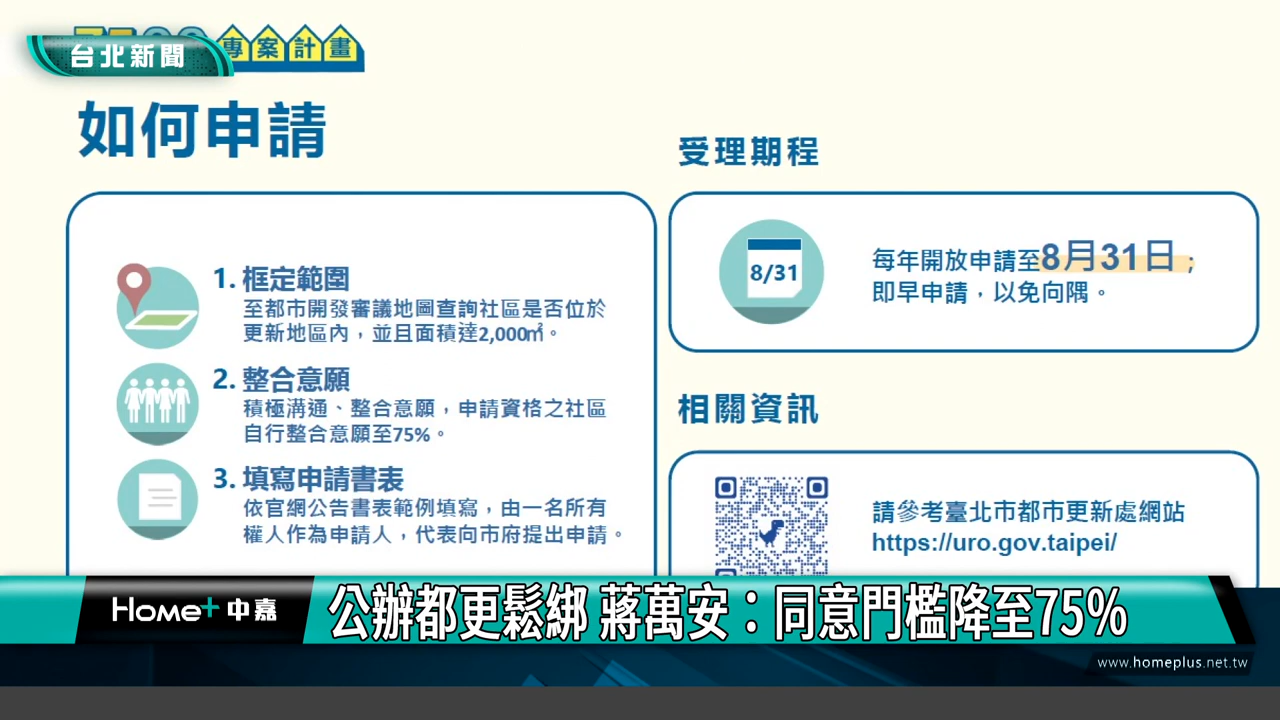 台北新聞
專案計畫
如何申請
1. 框定範圍
至都市開發審議地圖查詢社區是否位於
更新地區內，並且面積達2,000㎡。
2. 整合意願
積極溝通、整合意願，申請資格之社區
自行整合意願至75%。
3. 填寫申請書表
依官網公告書表範例填寫，由一名所有
權人作為申請人，代表向市府提出申請。
受理期程
8/31
每年開放申請至8月31日；
即早申請，以免向隅。
相關資訊
請參考臺北市都市更新處網站
https://uro.gov.taipei/
Home+中嘉
公辦都更鬆綁 蔣萬安：同意門檻降至75%
www.homeplus.net.tw